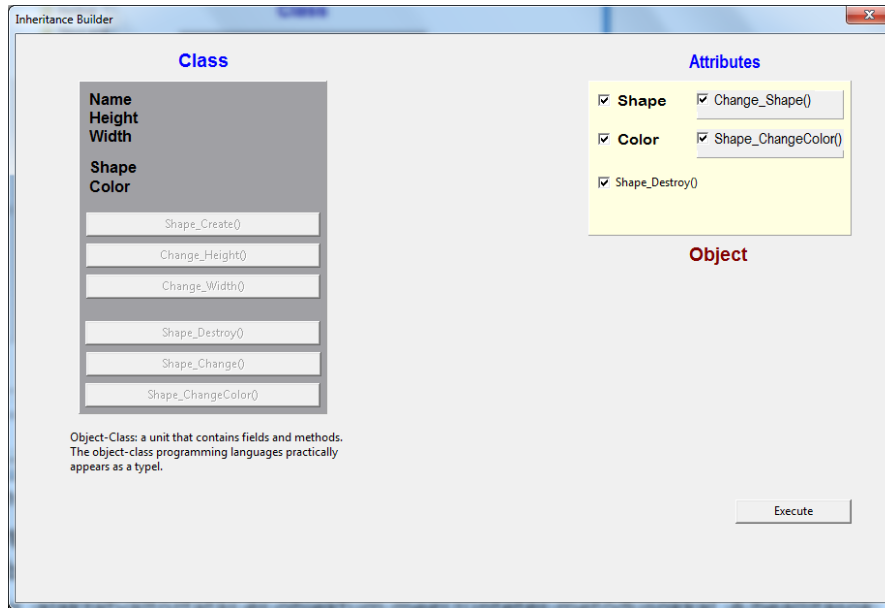 Inheritance Builder
Class
Class
Attributes
Name
Height
Width
Shape
Color
Shape_Create()
Change_Height()
Change_Width()
Shape_Destroy()
Shape_Change()
Shape_ChangeColor()
Object-Class: a unit that contains fields and methods.
The object-class programming languages practically
appears as a typel.
Shape
Change_Shape()
Color
Shape_ChangeColor()
Shape_Destroy()
Object
Execute